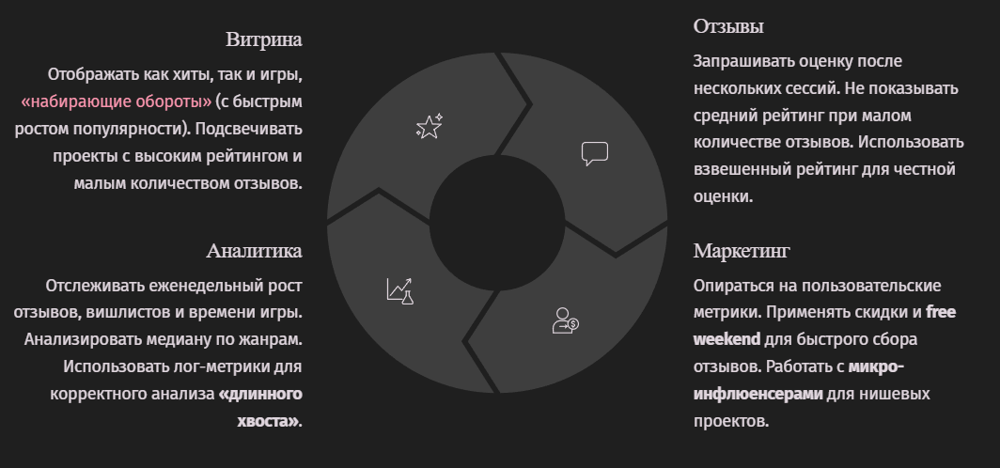 Витрина
Отображать как хиты, так и игры,
«набирающие обороты» (с быстрым
ростом популярности). Подсвечивать
проекты с высоким рейтингом и
малым количеством отзывов.
Отзывы
Запрашивать оценку после
нескольких сессий. Не показывать
средний рейтинг при малом
количестве отзывов. Использовать
взвешенный рейтинг для честной
оценки.
Аналитика
Отслеживать еженедельный рост
отзывов, вишлистов и времени игры.
Анализировать медиану по жанрам.
Использовать лог-метрики для
корректного анализа «длинного
хвоста».
Маркетинг
Опираться на пользовательские
метрики. Применять скидки и free
weekend для быстрого сбора
отзывов. Работать с микро-
инфлюенсерами для нишевых
проектов.